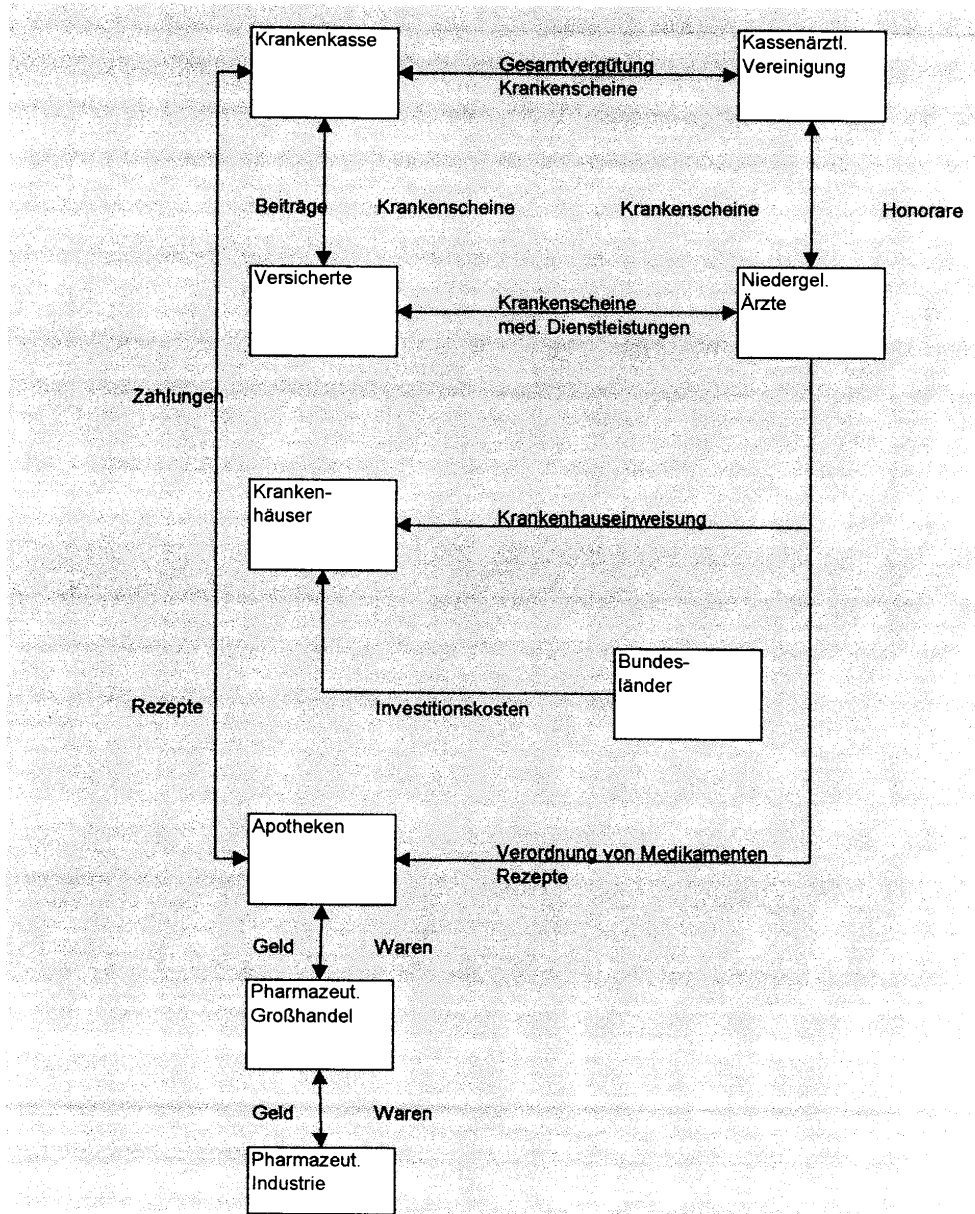 Krankenkasse
Kassenärztl.
Vereinigung
Gesamtvergütung
Krankenscheine
Beiträge
Krankenscheine
Krankenscheine
Honorare
Versicherte
Niedergel.
Ärzte
Krankenscheine
med. Dienstleistungen
Zahlungen
Kranken-
häuser
Krankenhauseinweisung
Bundes-
länder
Rezepte
Investitionskosten
Apotheken
Verordnung von Medikamenten
Rezepte
Geld
Waren
Pharmazeut.
Großhandel
Geld
Waren
Pharmazeut.
Industrie